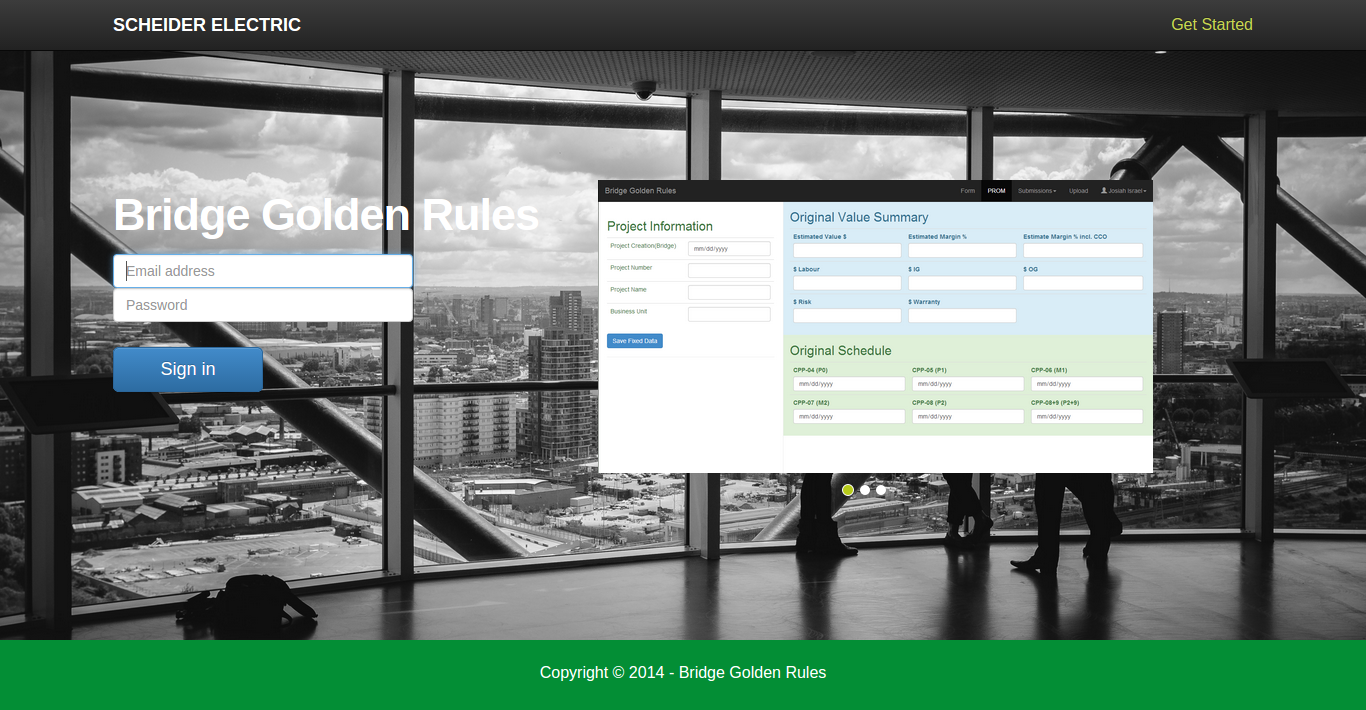 SCHEIDER ELECTRIC
Get Started
Bridge Golden Rules
Email address
Password
Sign in
Bridge Golden Rules
Form PROM Submissions Upload Josiah Israel
Project Information
Project Creation(Bridge) mm/dd/yyyy
Project Number
Project Name
Business Unit
Save Fixed Data
Original Value Summary
Estimated Value $ Estimated Margin % Estimate Margin % incl. CCO
$ Labour $ IG $ OG
$ Risk $ Warranty
Original Schedule
CPP-04 (P0) CPP-05 (P1) CPP-06 (M1)
mm/dd/yyyy mm/dd/yyyy mm/dd/yyyy
CPP-07 (M2) CPP-08 (P2) CPP-08+9 (P2+9)
mm/dd/yyyy mm/dd/yyyy mm/dd/yyyy
Copyright © 2014 - Bridge Golden Rules